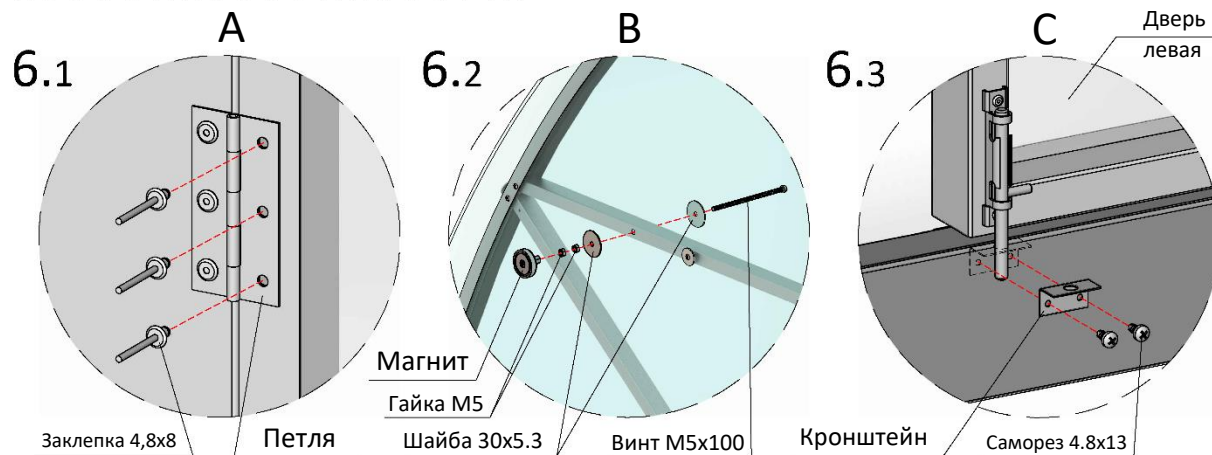 A
B
C
6.1
6.2
6.3
Дверь
левая
Магнит
Гайка М5
Заклепка 4,8х8
Петля
Шайба 30х5.3
Винт М5х100
Кронштейн
Саморез 4.8х13